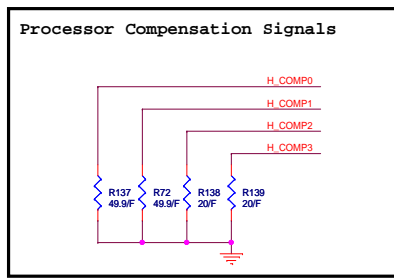 Processor Compensation Signals
H_COMP0
H_COMP1
H_COMP2
H_COMP3
R137 R72 R138 R139
49.9/F 49.9/F 20/F 20/F